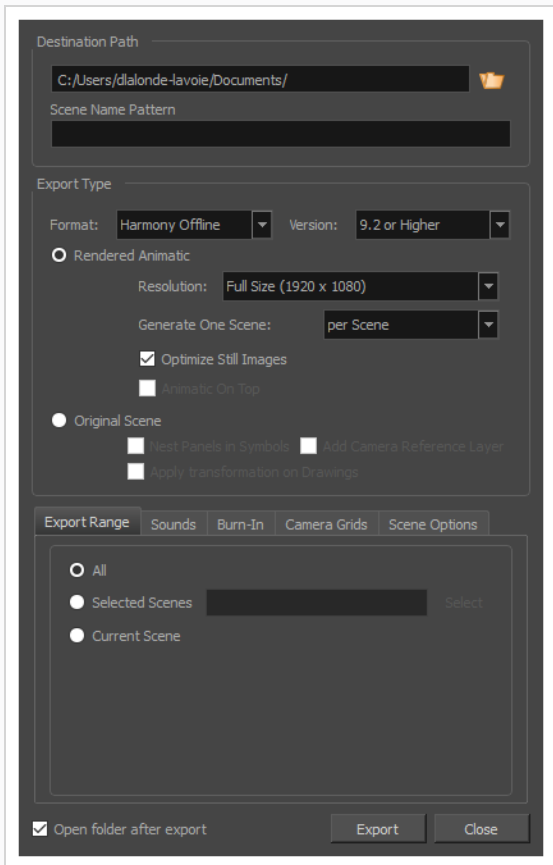 Destination Path
C:/Users/dlalonde-lavoie/Documents/
Scene Name Pattern
Export Type
Format: Harmony Offline Version: 9.2 or Higher
Rendered Animatic
Resolution: Full Size (1920 x 1080)
Generate One Scene: per Scene
Optimize Still Images
Animatic On Top
Original Scene
Nest Panels in Symbols Add Camera Reference Layer
Apply transformation on Drawings
Export Range Sounds Burn-In Camera Grids Scene Options
All
Selected Scenes Select
Current Scene
Open folder after export Export Close